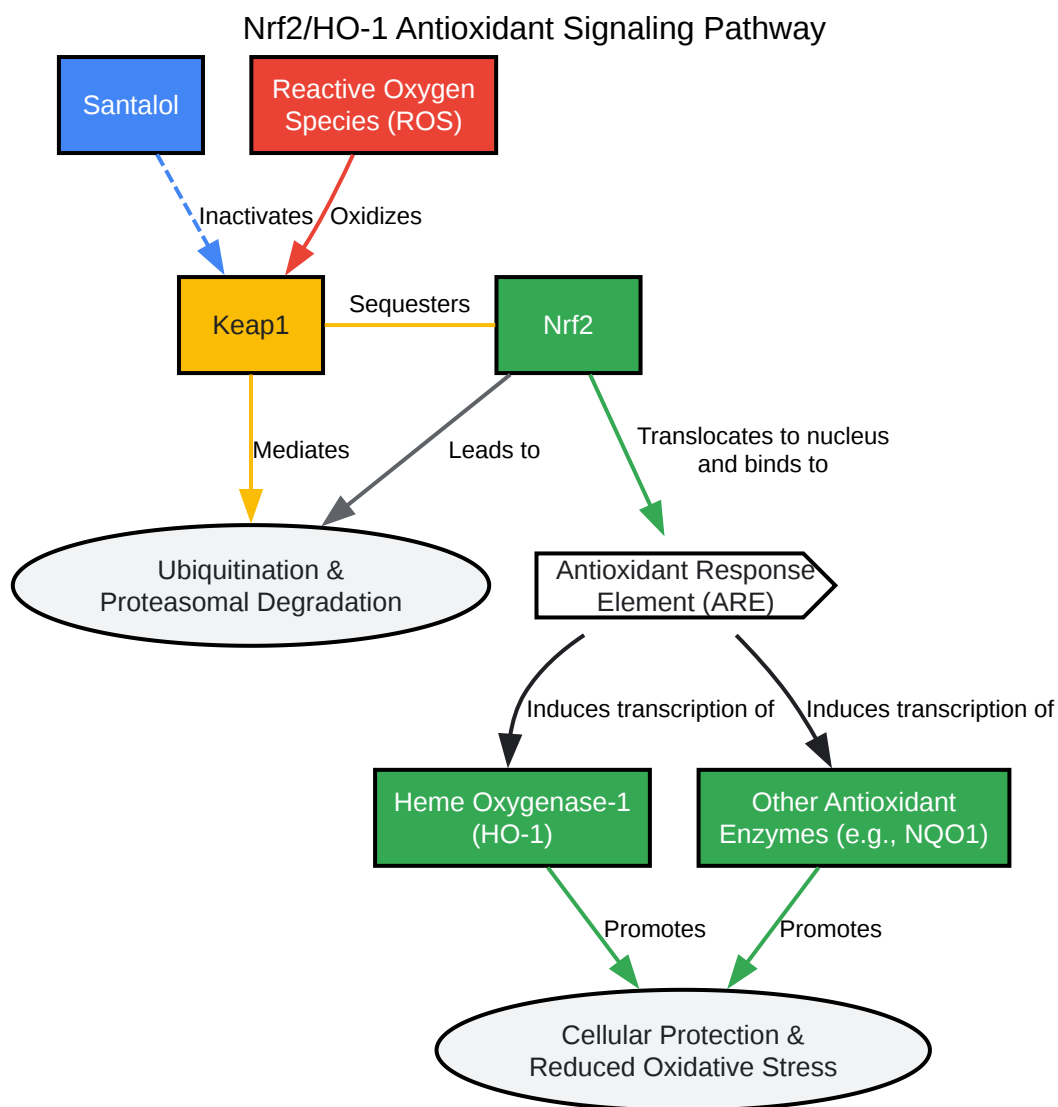 Nrf2/HO-1 Antioxidant Signaling Pathway
Santalol
Reactive Oxygen
Species (ROS)
Inactivates
Oxidizes
Keap1
Sequesters
Nrf2
Mediates
Leads to
Translocates to nucleus
and binds to
Ubiquitination &
Proteasomal Degradation
Antioxidant Response
Element (ARE)
Induces transcription of
Induces transcription of
Heme Oxygenase-1
(HO-1)
Other Antioxidant
Enzymes (e.g., NQO1)
Promotes
Promotes
Cellular Protection &
Reduced Oxidative Stress